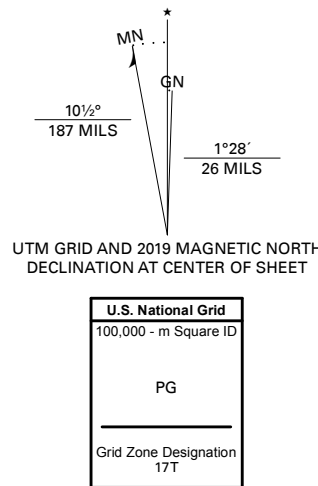 ★
MN
GN
10½°
187 MILS
1°28´
26 MILS
UTM GRID AND 2019 MAGNETIC NORTH
DECLINATION AT CENTER OF SHEET
U.S. National Grid
100,000 - m Square ID
PG
Grid Zone Designation
17T